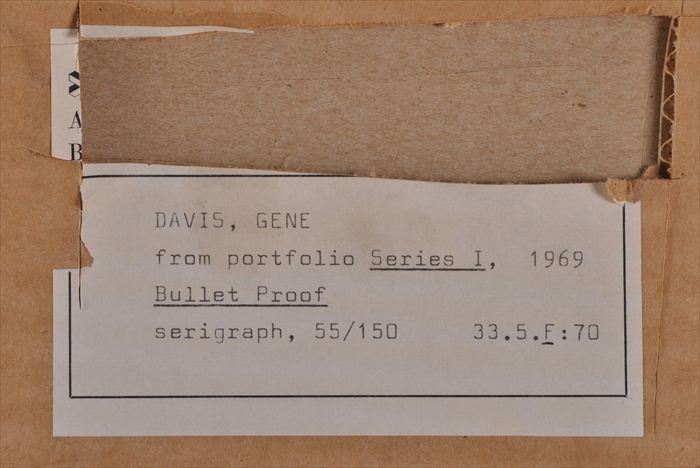 A
B
DAVIS, GENE
from portfolio Series I, 1969
Bullet Proof
serigraph, 55/150 33.5.F:70